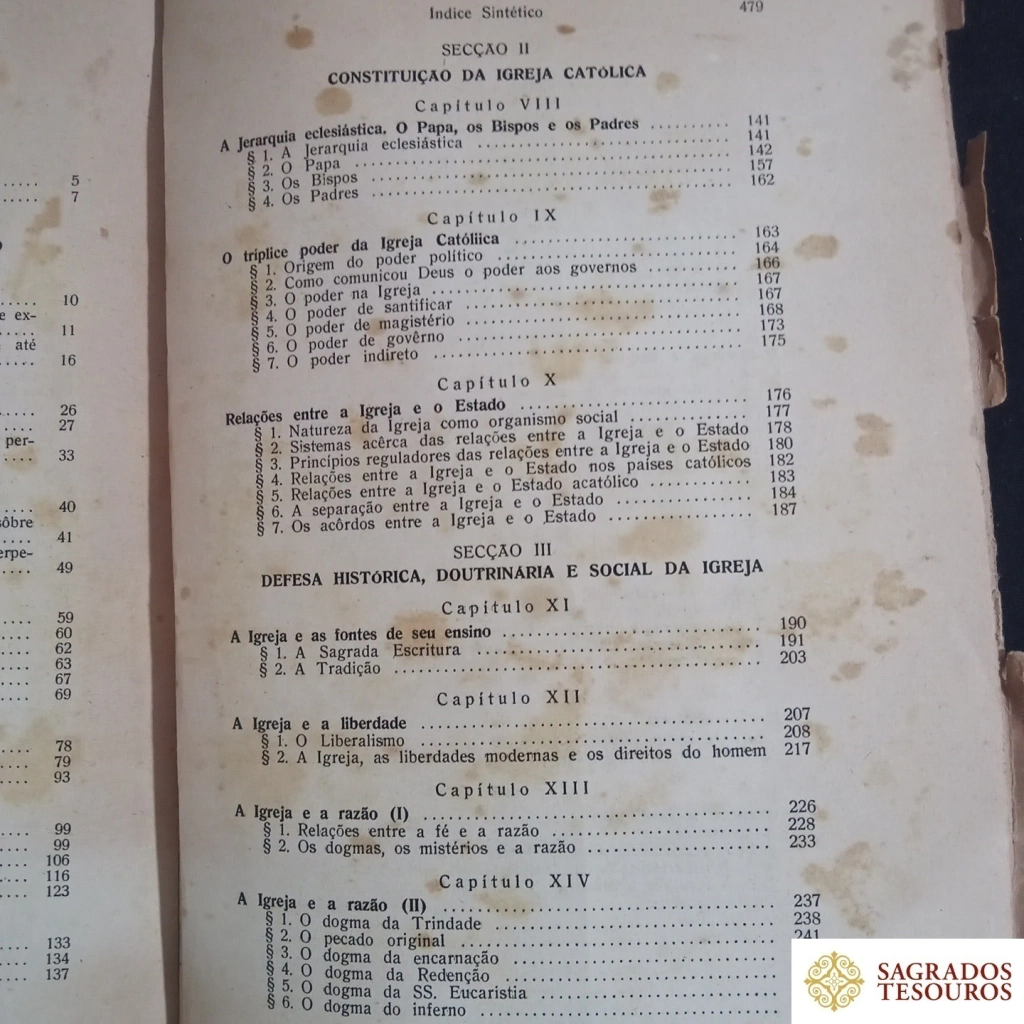 5
7
10
e ex-
11
até
16
26
27
per-
33
40
sôbre
41
erpe-
49
59
60
62
63
67
69
78
79
93
99
99
106
116
123
133
134
137
Indice Sintético 479
SECÇÃO II
CONSTITUIÇÃO DA IGREJA CATÓLICA
Capítulo VIII
A Jerarquia eclesiástica. O Papa, os Bispos e os Padres .......... 141
§ 1. A Jerarquia eclesiástica .......... 141
§ 2. O Papa .......... 142
§ 3. Os Bispos .......... 157
§ 4. Os Padres .......... 162
Capítulo IX
O tríplice poder da Igreja Católiica .......... 163
§ 1. Origem do poder político .......... 164
§ 2. Como comunicou Deus o poder aos governos .......... 166
§ 3. O poder na Igreja .......... 167
§ 4. O poder de santificar .......... 167
§ 5. O poder de magistério .......... 168
§ 6. O poder de govêrno .......... 173
§ 7. O poder indireto .......... 175
Capítulo X
Relações entre a Igreja e o Estado .......... 176
§ 1. Natureza da Igreja como organismo social .......... 177
§ 2. Sistemas acêrca das relações entre a Igreja e o Estado 178
§ 3. Princípios reguladores das relações entre a Igreja e o Estado 180
§ 4. Relações entre a Igreja e o Estado nos países católicos 182
§ 5. Relações entre a Igreja e o Estado acatólico .......... 183
§ 6. A separação entre a Igreja e o Estado .......... 184
§ 7. Os acôrdos entre a Igreja e o Estado .......... 187
SECÇÃO III
DEFESA HISTÓRICA, DOUTRINÁRIA E SOCIAL DA IGREJA
Capítulo XI
A Igreja e as fontes de seu ensino .......... 190
§ 1. A Sagrada Escritura .......... 191
§ 2. A Tradição .......... 203
Capítulo XII
A Igreja e a liberdade .......... 207
§ 1. O Liberalismo .......... 208
§ 2. A Igreja, as liberdades modernas e os direitos do homem 217
Capítulo XIII
A Igreja e a razão (I) .......... 226
§ 1. Relações entre a fé e a razão .......... 228
§ 2. Os dogmas, os mistérios e a razão .......... 233
Capítulo XIV
A Igreja e a razão (II) .......... 237
§ 1. O dogma da Trindade .......... 238
§ 2. O pecado original .......... 241
§ 3. O dogma da encarnação ..........
§ 4. O dogma da Redenção ..........
§ 5. O dogma da SS. Eucaristia ..........
§ 6. O dogma do inferno ..........
SAGRADOS
TESOUROS